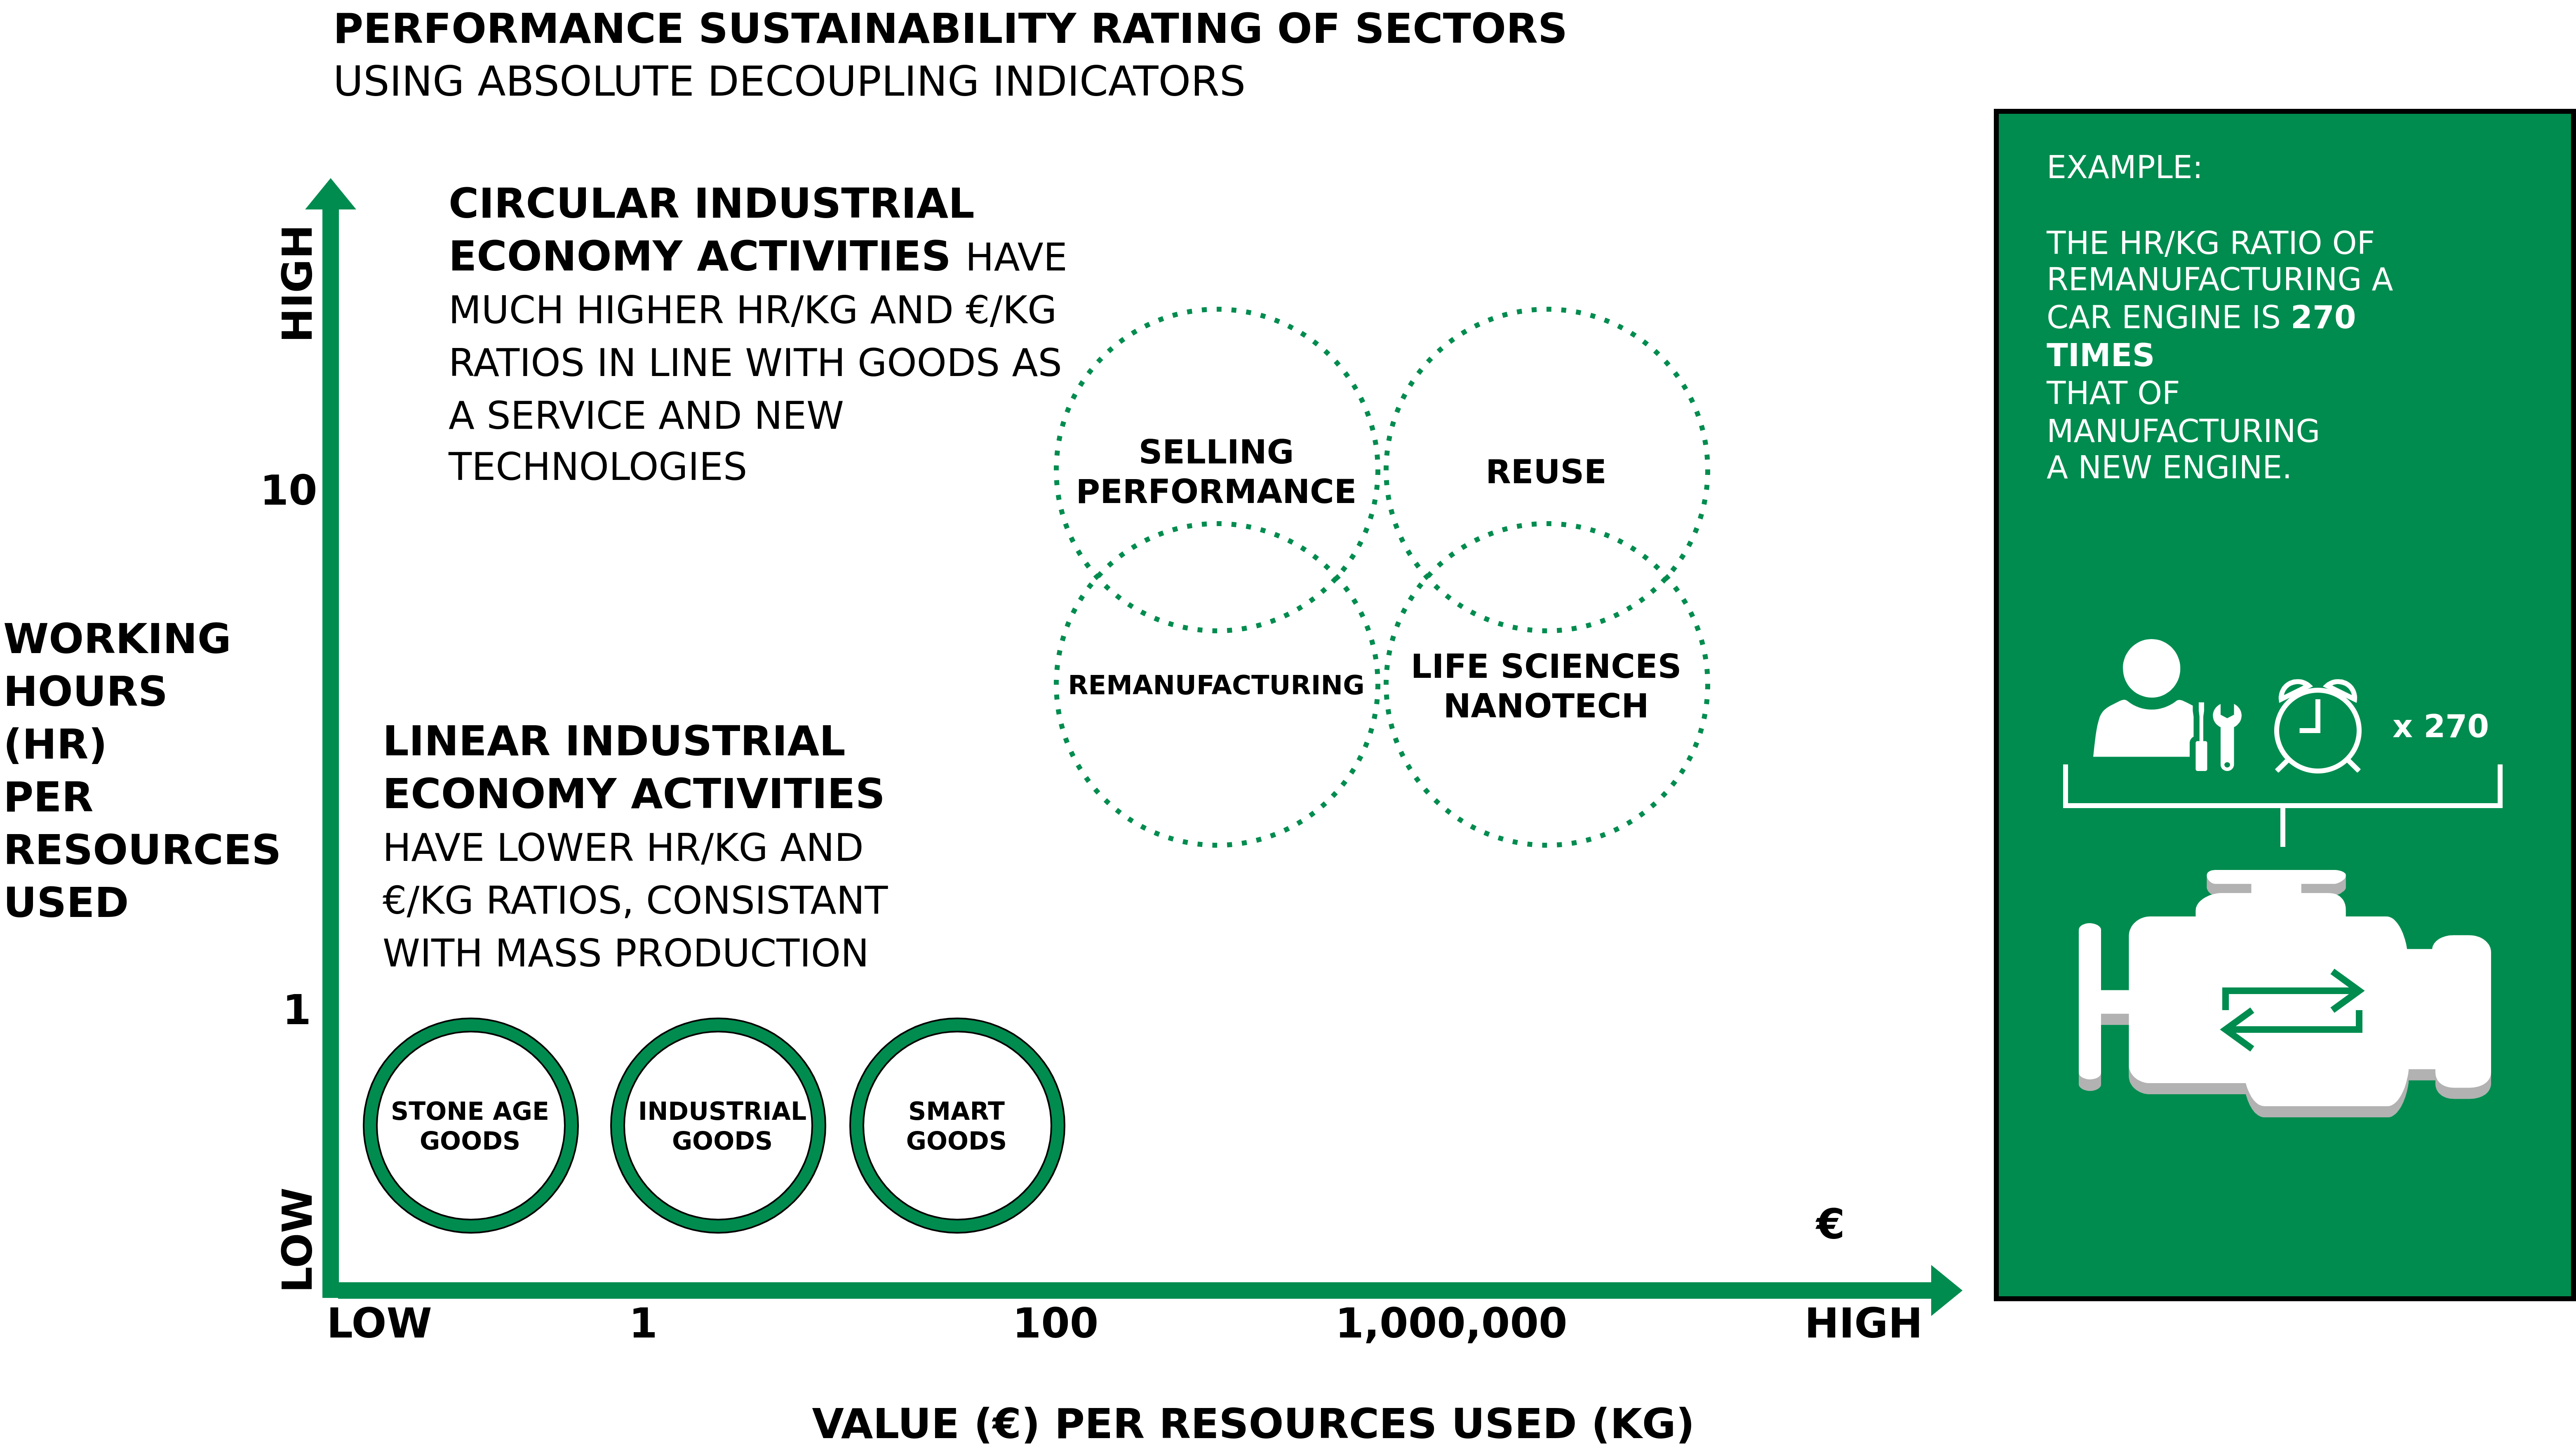 PERFORMANCE SUSTAINABILITY RATING OF SECTORS
USING ABSOLUTE DECOUPLING INDICATORS
HIGH
10
WORKING
HOURS
(HR)
PER
RESOURCES
USED
1
LOW
CIRCULAR INDUSTRIAL
ECONOMY ACTIVITIES HAVE
MUCH HIGHER HR/KG AND €/KG
RATIOS IN LINE WITH GOODS AS
A SERVICE AND NEW
TECHNOLOGIES
SELLING
PERFORMANCE
REUSE
REMANUFACTURING
LIFE SCIENCES
NANOTECH
LINEAR INDUSTRIAL
ECONOMY ACTIVITIES
HAVE LOWER HR/KG AND
€/KG RATIOS, CONSISTANT
WITH MASS PRODUCTION
STONE AGE
GOODS
INDUSTRIAL
GOODS
SMART
GOODS
€
LOW
1
100
1,000,000
HIGH
VALUE (€) PER RESOURCES USED (KG)
EXAMPLE:
THE HR/KG RATIO OF
REMANUFACTURING A
CAR ENGINE IS 270
TIMES
THAT OF
MANUFACTURING
A NEW ENGINE.
x 270